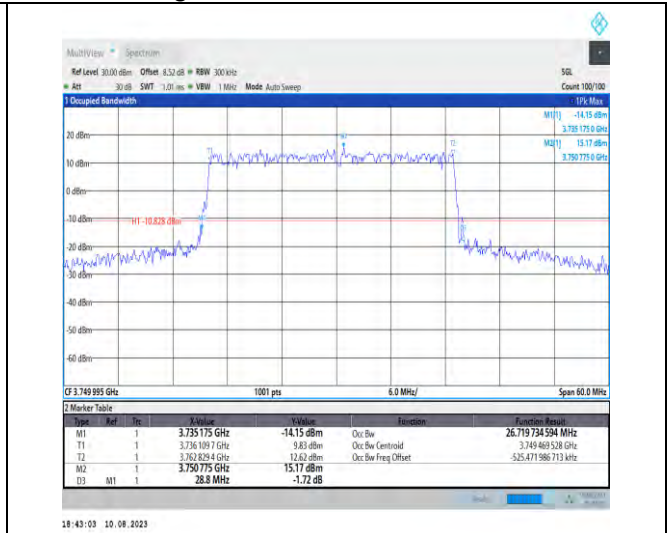 MultiView Spectrum
Ref Level 30.00 dBm Offset 8.52 dB RBW 300 kHz SGL
Att 30 dB SWT 1.01 ms VBW 1 MHz Mode Auto Sweep Count 100/100
1 Occupied Bandwidth 1Pk Max
M1[1] -14.15 dBm
3.735 175 0 GHz
M2[1] 15.17 dBm
3.750 775 0 GHz
20 dBm
10 dBm
0 dBm
-10 dBm
H1 -10.828 dBm
-20 dBm
-30 dBm
-40 dBm
-50 dBm
-60 dBm
T1
M2
T2
M1
CF 3.749 995 GHz 1001 pts 6.0 MHz/ Span 60.0 MHz
2 Marker Table
Type Ref Trc X-Value Y-Value Function Function Result
M1 1 3.735 175 GHz -14.15 dBm Occ Bw 26.719 734 594 MHz
T1 1 3.736 109 7 GHz 9.83 dBm Occ Bw Centroid 3.749 469 528 GHz
T2 1 3.762 829 4 GHz 12.62 dBm Occ Bw Freq Offset -525.471 986 713 kHz
M2 1 3.750 775 GHz 15.17 dBm
D3 M1 1 28.8 MHz -1.72 dB
18:43:03 10.08.2023